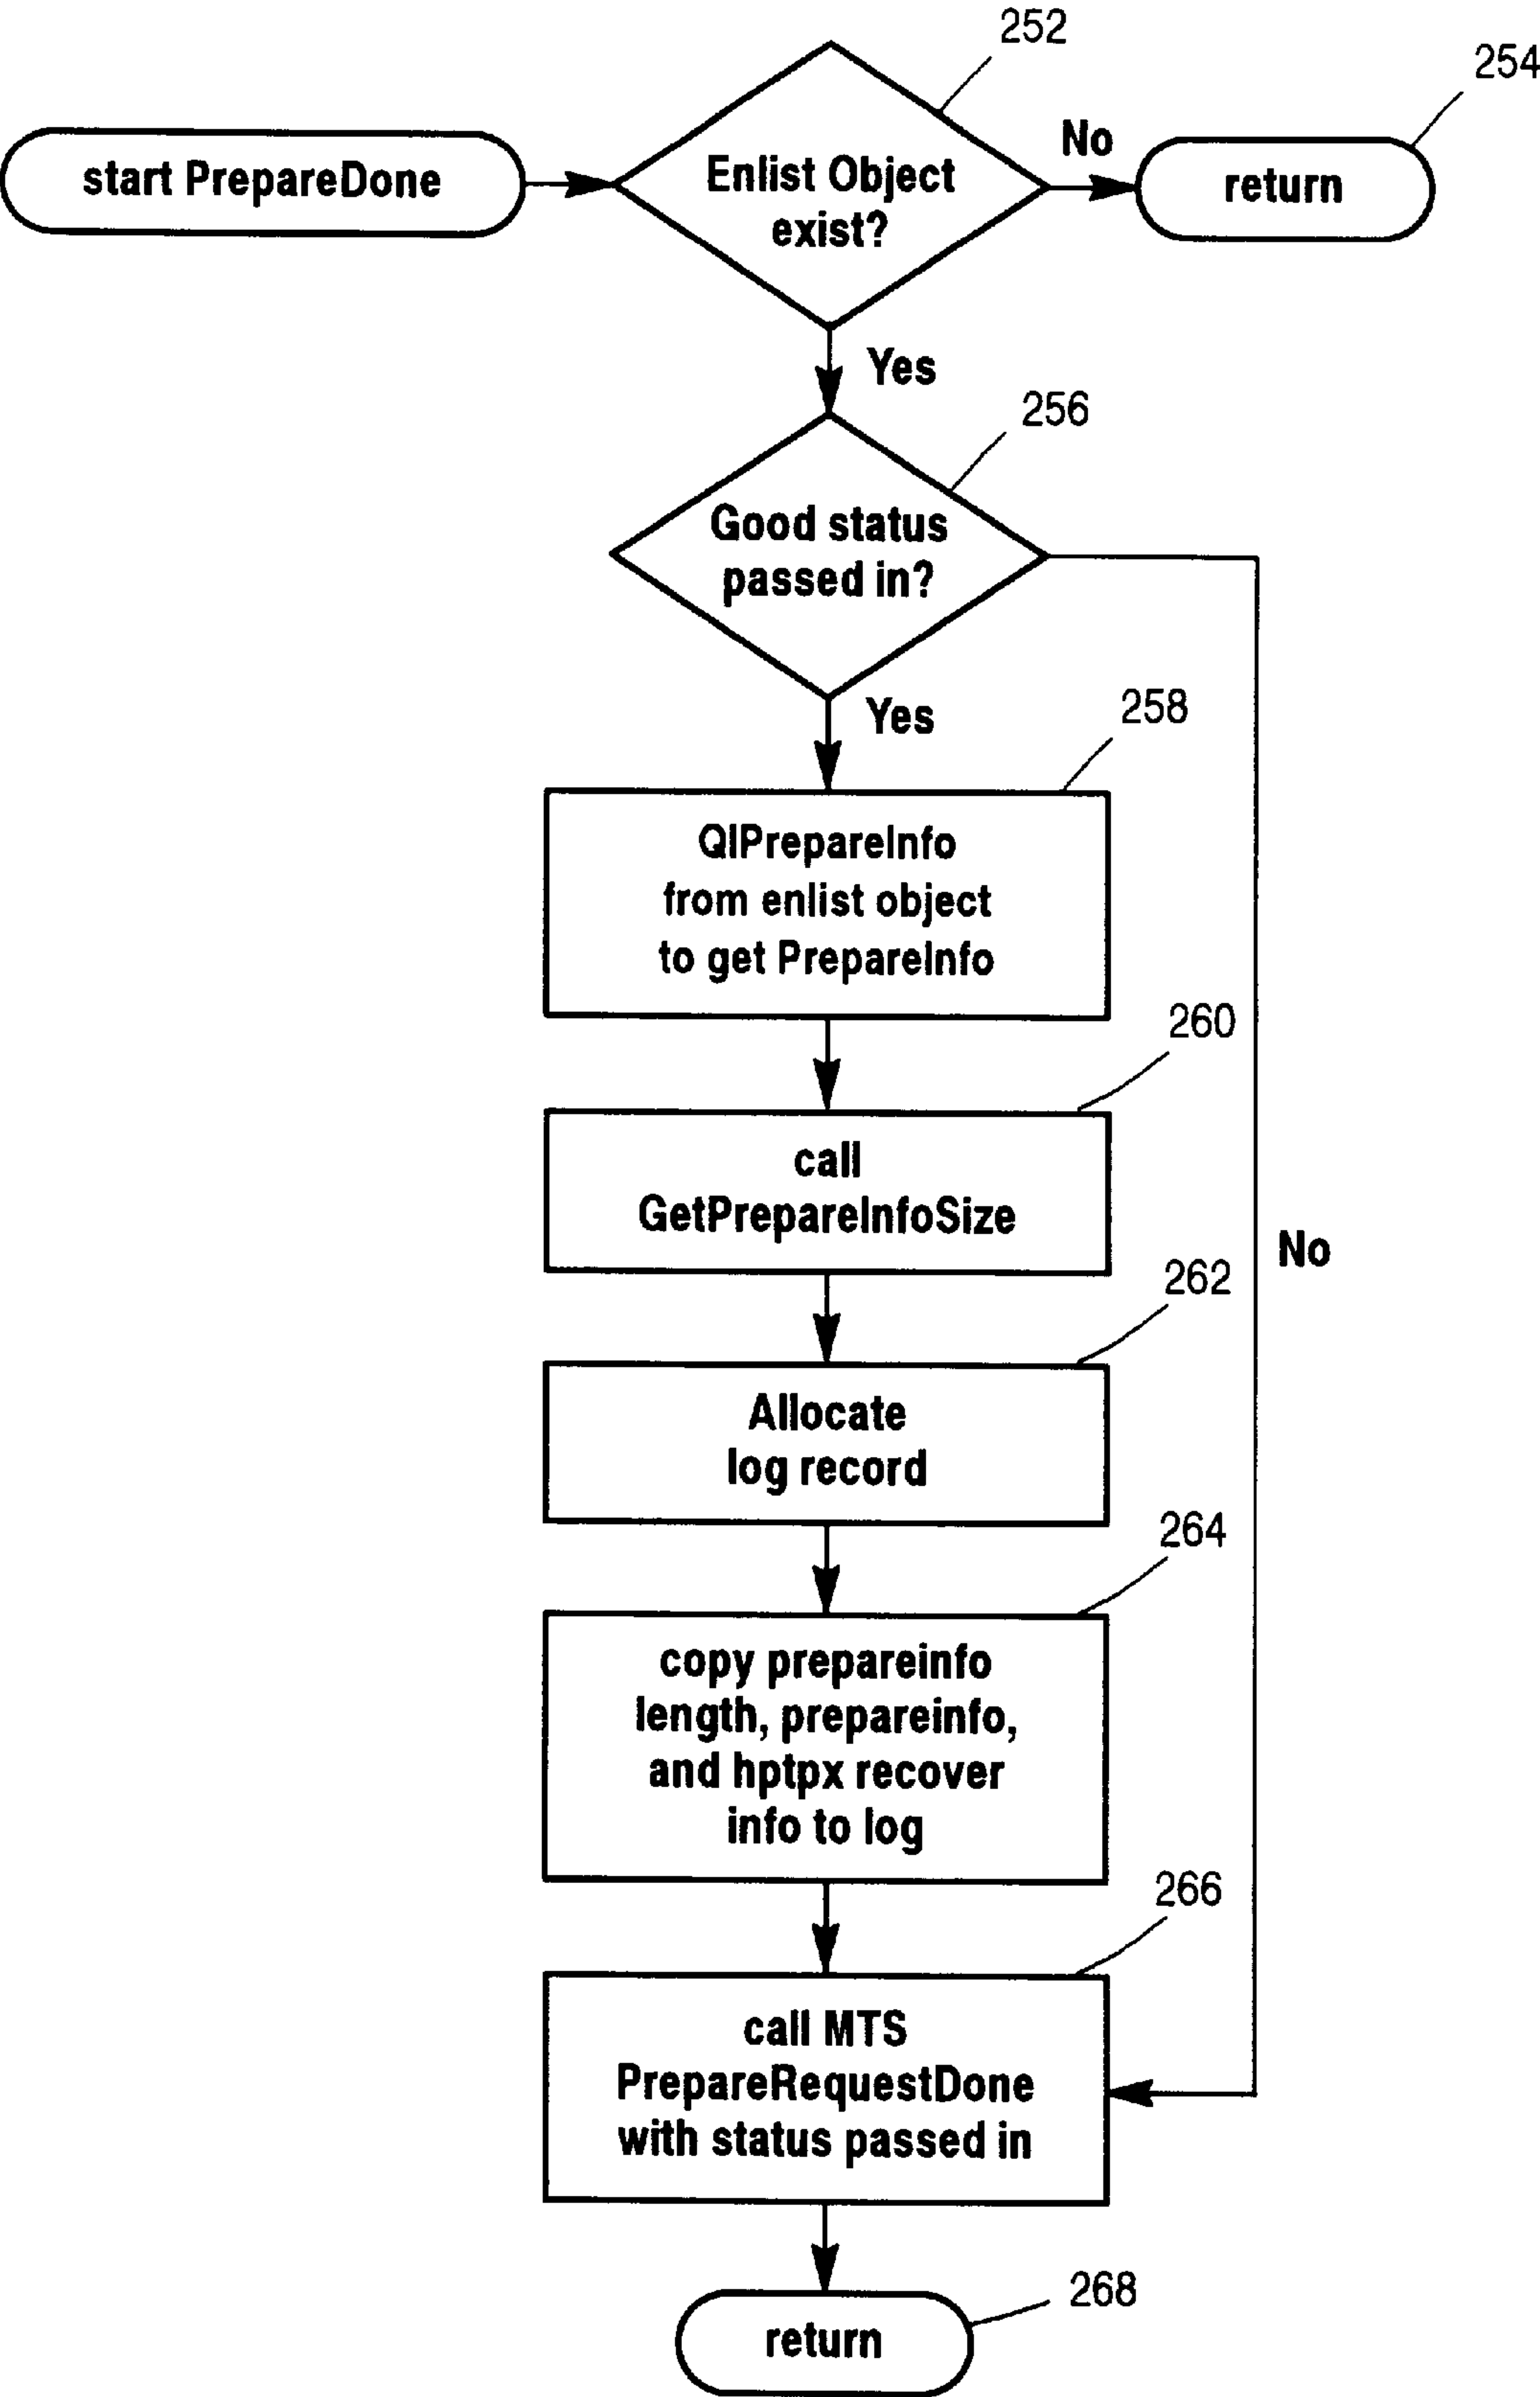 252
254
start PrepareDone
Enlist Object
exist?
No
return
Yes
256
Good status
passed in?
Yes
258
QIPrepareInfo
from enlist object
to get PrepareInfo
260
call
GetPrepareInfoSize
No
262
Allocate
log record
264
copy prepareinfo
length, prepareinfo,
and hptpx recover
info to log
266
call MTS
PrepareRequestDone
with status passed in
268
return